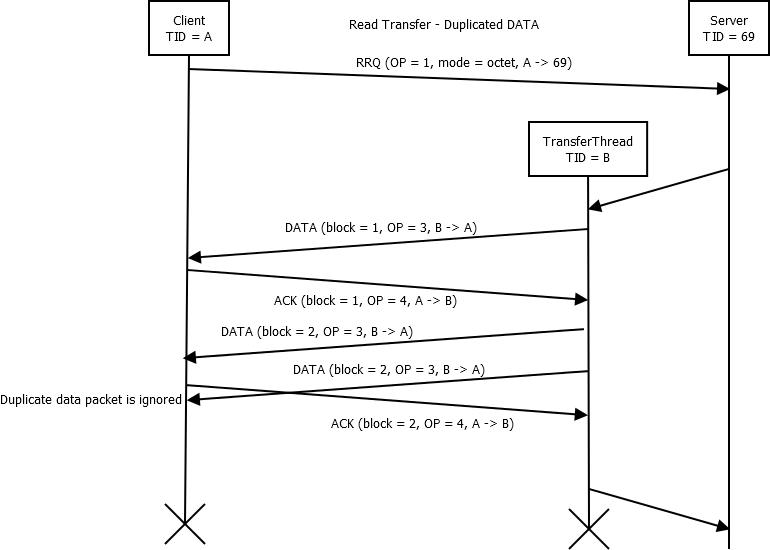 Client
TID = A
Read Transfer - Duplicated DATA
Server
TID = 69
RRQ (OP = 1, mode = octet, A -> 69)
TransferThread
TID = B
DATA (block = 1, OP = 3, B -> A)
ACK (block = 1, OP = 4, A -> B)
DATA (block = 2, OP = 3, B -> A)
DATA (block = 2, OP = 3, B -> A)
Duplicate data packet is ignored
ACK (block = 2, OP = 4, A -> B)